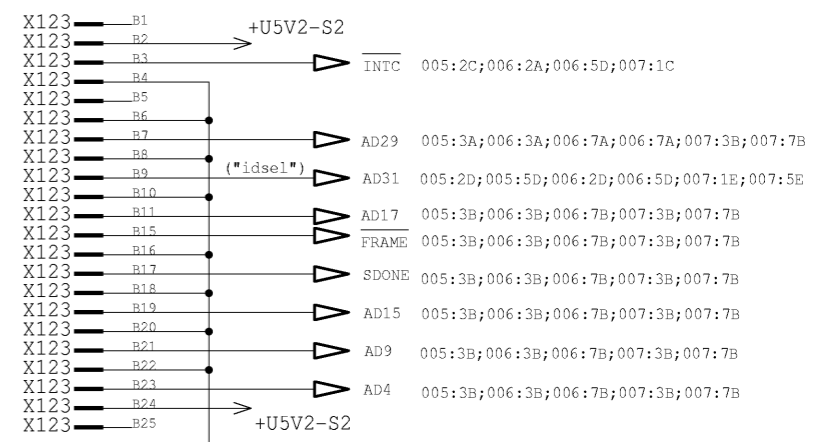 X123 B1
X123 B2 +U5V2-S2
X123 B3 INTC 005:2C;006:2A;006:5D;007:1C
X123 B4
X123 B5
X123 B6
X123 B7 AD29 005:3A;006:3A;006:7A;006:7A;007:3B;007:7B
X123 B8
X123 B9 ("idsel") AD31 005:2D;005:5D;006:2D;006:5D;007:1E;007:5E
X123 B10
X123 B11 AD17 005:3B;006:3B;006:7B;007:3B;007:7B
X123 B15 FRAME 005:3B;006:3B;006:7B;007:3B;007:7B
X123 B16
X123 B17 SDONE 005:3B;006:3B;006:7B;007:3B;007:7B
X123 B18
X123 B19 AD15 005:3B;006:3B;006:7B;007:3B;007:7B
X123 B20
X123 B21 AD9 005:3B;006:3B;006:7B;007:3B;007:7B
X123 B22
X123 B23 AD4 005:3B;006:3B;006:7B;007:3B;007:7B
X123 B24 +U5V2-S2
X123 B25